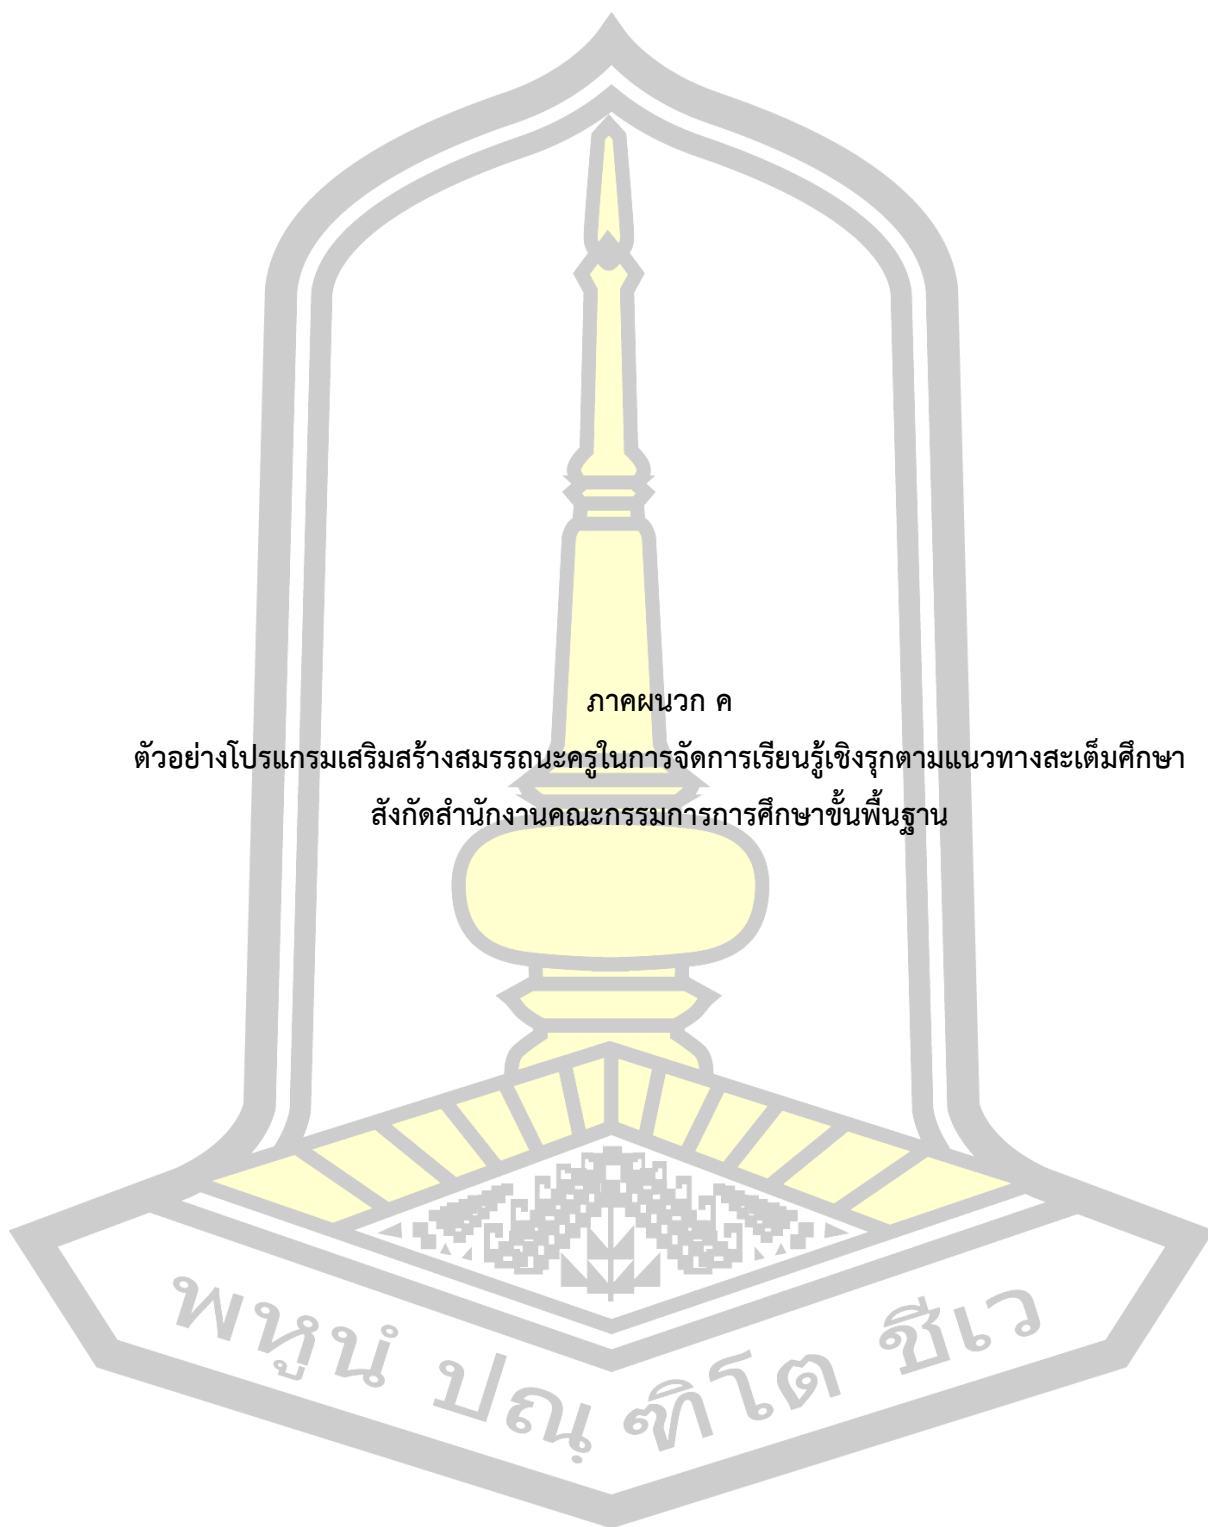 ภาคผนวก ค
ตัวอย่างโปรแกรมเสริมสร้างสมรรถนะครูในการจัดการเรียนรู้เชิงรุกตามแนวทางสะเต็มศึกษา
สังกัดสำนักงานคณะกรรมการการศึกษาขั้นพื้นฐาน
พหูนํ ปณฺฑิโต ชีเว